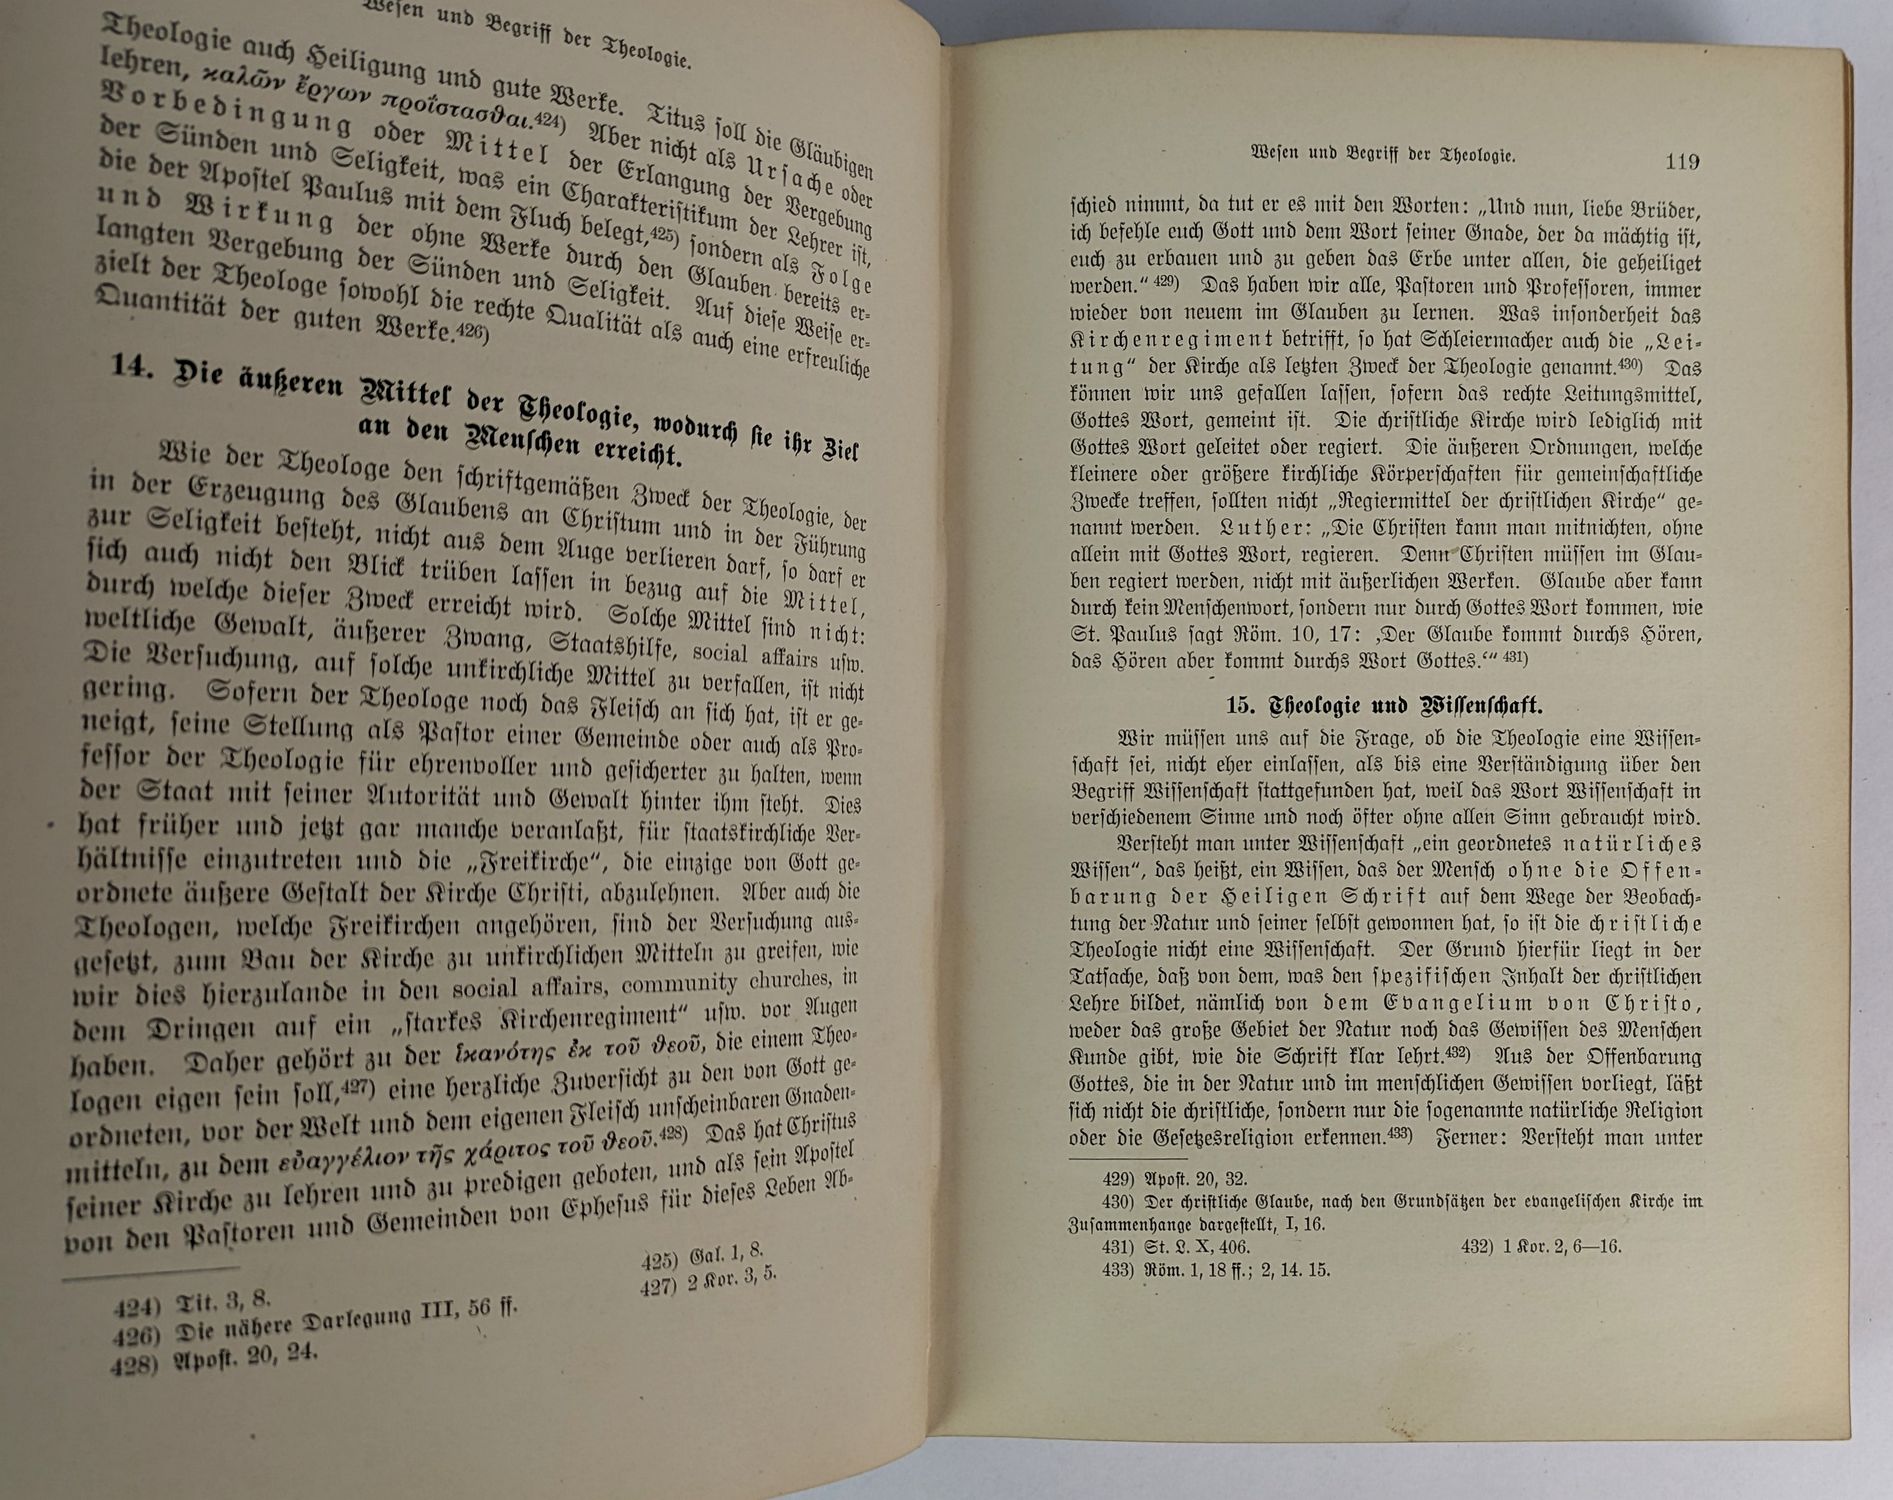 Wesen und Begriff der Theologie.
Theologie auch Heiligung und gute Werke. Titus soll die Gläubigen
lehren, καλῶν ἔργων προΐστασθαι.424) Aber nicht als Ursache oder
Vorbedingung oder Mittel der Erlangung der Vergebung
der Sünden und Seligkeit, was ein Charakteristikum der Lehrer ist,
die der Apostel Paulus mit dem Fluch belegt,425) sondern als Folge
und Wirkung der ohne Werke durch den Glauben bereits er-
langten Vergebung der Sünden und Seligkeit. Auf diese Weise er-
zielt der Theologe sowohl die rechte Qualität als auch eine erfreuliche
Quantität der guten Werke.426)
14. Die äußeren Mittel der Theologie, wodurch sie ihr Ziel
an den Menschen erreicht.
Wie der Theologe den schriftgemäßen Zweck der Theologie, der
in der Erzeugung des Glaubens an Christum und in der Führung
zur Seligkeit besteht, nicht aus dem Auge verlieren darf, so darf er
sich auch nicht den Blick trüben lassen in bezug auf die Mittel,
durch welche dieser Zweck erreicht wird. Solche Mittel sind nicht:
weltliche Gewalt, äußerer Zwang, Staatshilfe, social affairs usw.
Die Versuchung, auf solche unkirchliche Mittel zu verfallen, ist nicht
gering. Sofern der Theologe noch das Fleisch an sich hat, ist er ge-
neigt, seine Stellung als Pastor einer Gemeinde oder auch als Pro-
fessor der Theologie für ehrenvoller und gesicherter zu halten, wenn
der Staat mit seiner Autorität und Gewalt hinter ihm steht. Dies
hat früher und jetzt gar manche veranlaßt, für staatskirchliche Ver-
hältnisse einzutreten und die „Freikirche“, die einzige von Gott ge-
ordnete äußere Gestalt der Kirche Christi, abzulehnen. Aber auch die
Theologen, welche Freikirchen angehören, sind der Versuchung aus-
gesetzt, zum Bau der Kirche zu unkirchlichen Mitteln zu greifen, wie
wir dies hierzulande in den social affairs, community churches, in
dem Dringen auf ein „starkes Kirchenregiment“ usw. vor Augen
haben. Daher gehört zu der ἱκανότης ἐκ τοῦ θεοῦ, die einem Theo-
logen eigen sein soll,427) eine herzliche Zuversicht zu den von Gott ge-
ordneten, vor der Welt und dem eigenen Fleisch unscheinbaren Gnaden-
mitteln, zu dem εὐαγγέλιον τῆς χάριτος τοῦ θεοῦ.428) Das hat Christus
seiner Kirche zu lehren und zu predigen geboten, und als sein Apostel
von den Pastoren und Gemeinden von Ephesus für dieses Leben Ab-
424) Tit. 3, 8. 425) Gal. 1, 8.
426) Die nähere Darlegung III, 56 ff. 427) 2 Kor. 3, 5.
428) Apost. 20, 24.
Wesen und Begriff der Theologie. 119
schied nimmt, da tut er es mit den Worten: „Und nun, liebe Brüder,
ich befehle euch Gott und dem Wort seiner Gnade, der da mächtig ist,
euch zu erbauen und zu geben das Erbe unter allen, die geheiliget
werden.“ 429) Das haben wir alle, Pastoren und Professoren, immer
wieder von neuem im Glauben zu lernen. Was insonderheit das
Kirchenregiment betrifft, so hat Schleiermacher auch die „Lei-
tung“ der Kirche als letzten Zweck der Theologie genannt.430) Das
können wir uns gefallen lassen, sofern das rechte Leitungsmittel,
Gottes Wort, gemeint ist. Die christliche Kirche wird lediglich mit
Gottes Wort geleitet oder regiert. Die äußeren Ordnungen, welche
kleinere oder größere kirchliche Körperschaften für gemeinschaftliche
Zwecke treffen, sollten nicht „Regiermittel der christlichen Kirche“ ge-
nannt werden. Luther: „Die Christen kann man mitnichten, ohne
allein mit Gottes Wort, regieren. Denn Christen müssen im Glau-
ben regiert werden, nicht mit äußerlichen Werken. Glaube aber kann
durch kein Menschenwort, sondern nur durch Gottes Wort kommen, wie
St. Paulus sagt Röm. 10, 17: ‚Der Glaube kommt durchs Hören,
das Hören aber kommt durchs Wort Gottes.‘“ 431)
15. Theologie und Wissenschaft.
Wir müssen uns auf die Frage, ob die Theologie eine Wissen-
schaft sei, nicht eher einlassen, als bis eine Verständigung über den
Begriff Wissenschaft stattgefunden hat, weil das Wort Wissenschaft in
verschiedenem Sinne und noch öfter ohne allen Sinn gebraucht wird.
Versteht man unter Wissenschaft „ein geordnetes natürliches
Wissen“, das heißt, ein Wissen, das der Mensch ohne die Offen-
barung der Heiligen Schrift auf dem Wege der Beobach-
tung der Natur und seiner selbst gewonnen hat, so ist die christliche
Theologie nicht eine Wissenschaft. Der Grund hierfür liegt in der
Tatsache, daß von dem, was den spezifischen Inhalt der christlichen
Lehre bildet, nämlich von dem Evangelium von Christo,
weder das große Gebiet der Natur noch das Gewissen des Menschen
Kunde gibt, wie die Schrift klar lehrt.432) Aus der Offenbarung
Gottes, die in der Natur und im menschlichen Gewissen vorliegt, läßt
sich nicht die christliche, sondern nur die sogenannte natürliche Religion
oder die Gesetzesreligion erkennen.433) Ferner: Versteht man unter
429) Apost. 20, 32.
430) Der christliche Glaube, nach den Grundsätzen der evangelischen Kirche im
Zusammenhange dargestellt, I, 16.
431) St. L. X, 406. 432) 1 Kor. 2, 6—16.
433) Röm. 1, 18 ff.; 2, 14. 15.